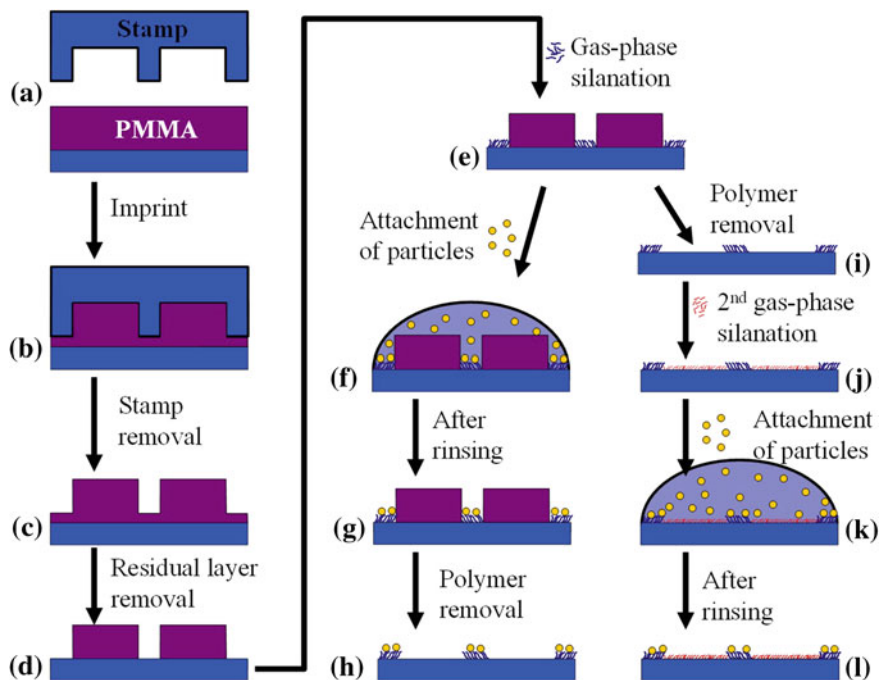 Stamp
(a)
PMMA
Imprint
(b)
Stamp
removal
(c)
Residual layer
removal
(d)
Gas-phase
silanation
(e)
Attachment
of particles
(f)
After
rinsing
(g)
Polymer
removal
(h)
Polymer
removal
(i)
2nd gas-phase
silanation
(j)
Attachment
of particles
(k)
After
rinsing
(l)